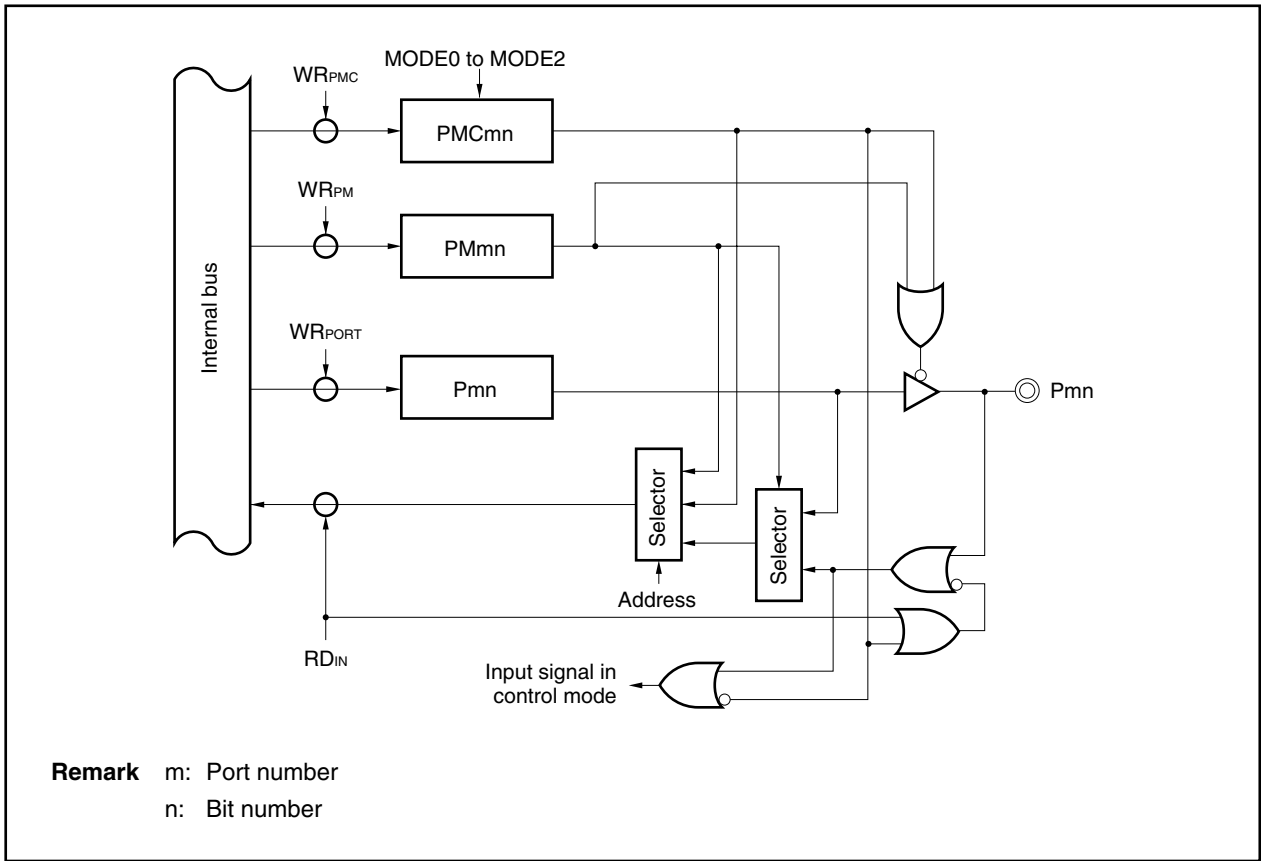 MODE0 to MODE2
WRPMC
PMCmn
WRPM
PMmn
Internal bus
WRPORT
Pmn
Pmn
Selector
Selector
Address
RDIN
Input signal in
control mode
Remark m: Port number
n: Bit number